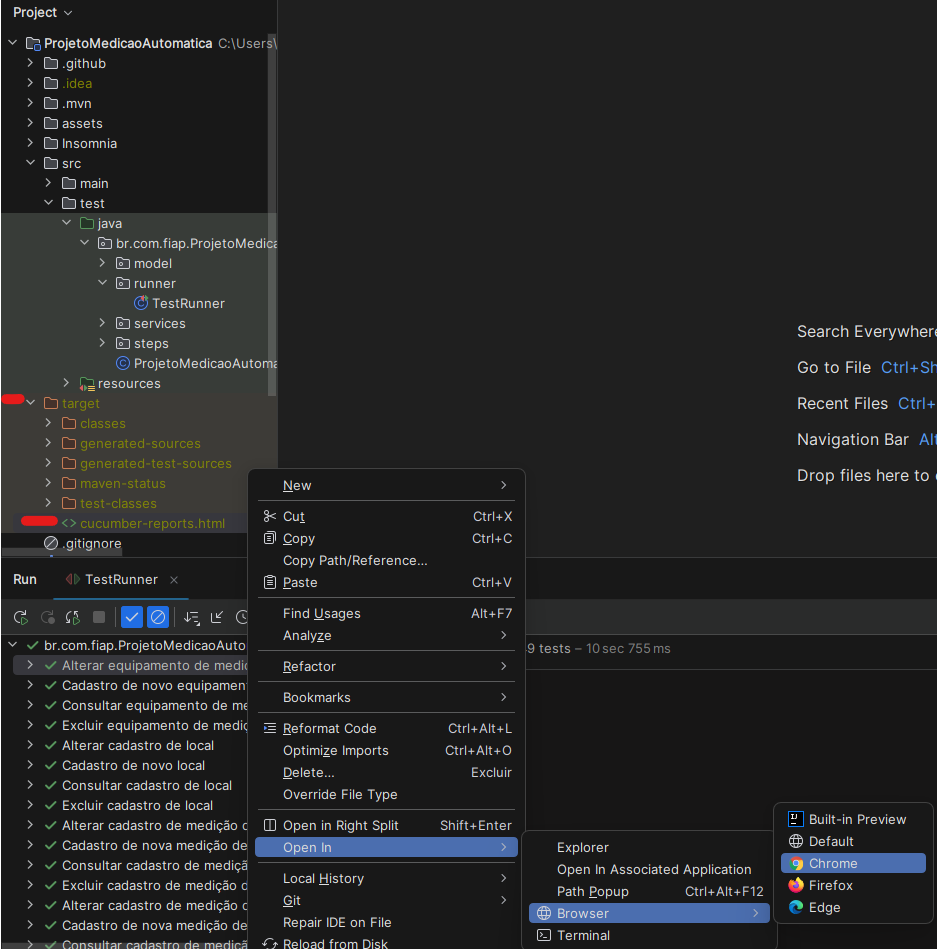 Project
ProjetoMedicaoAutomatica C:\Users\
.github
.idea
.mvn
assets
Insomnia
src
main
test
java
br.com.fiap.ProjetoMedica
model
runner
TestRunner
services
steps
ProjetoMedicaoAutoma
resources
target
classes
generated-sources
generated-test-sources
maven-status
test-classes
cucumber-reports.html
.gitignore
Search Everywhere
Go to File Ctrl+Sh
Recent Files Ctrl+
Navigation Bar Alt
Drop files here to
Run TestRunner
br.com.fiap.ProjetoMedicaoAuto
9 tests – 10 sec 755 ms
Alterar equipamento de mediç
Cadastro de novo equipamen
Consultar equipamento de me
Excluir equipamento de mediç
Alterar cadastro de local
Cadastro de novo local
Consultar cadastro de local
Excluir cadastro de local
Alterar cadastro de medição d
Cadastro de nova medição de
Consultar cadastro de mediçã
Excluir cadastro de medição d
Alterar cadastro de medição d
Cadastro de nova medição de
Consultar cadastro de mediçã
New
Cut Ctrl+X
Copy Ctrl+C
Copy Path/Reference...
Paste Ctrl+V
Find Usages Alt+F7
Analyze
Refactor
Bookmarks
Reformat Code Ctrl+Alt+L
Optimize Imports Ctrl+Alt+O
Delete... Excluir
Override File Type
Open in Right Split Shift+Enter
Open In
Local History
Git
Repair IDE on File
Reload from Disk
Explorer
Open In Associated Application
Path Popup Ctrl+Alt+F12
Browser
Terminal
Built-in Preview
Default
Chrome
Firefox
Edge